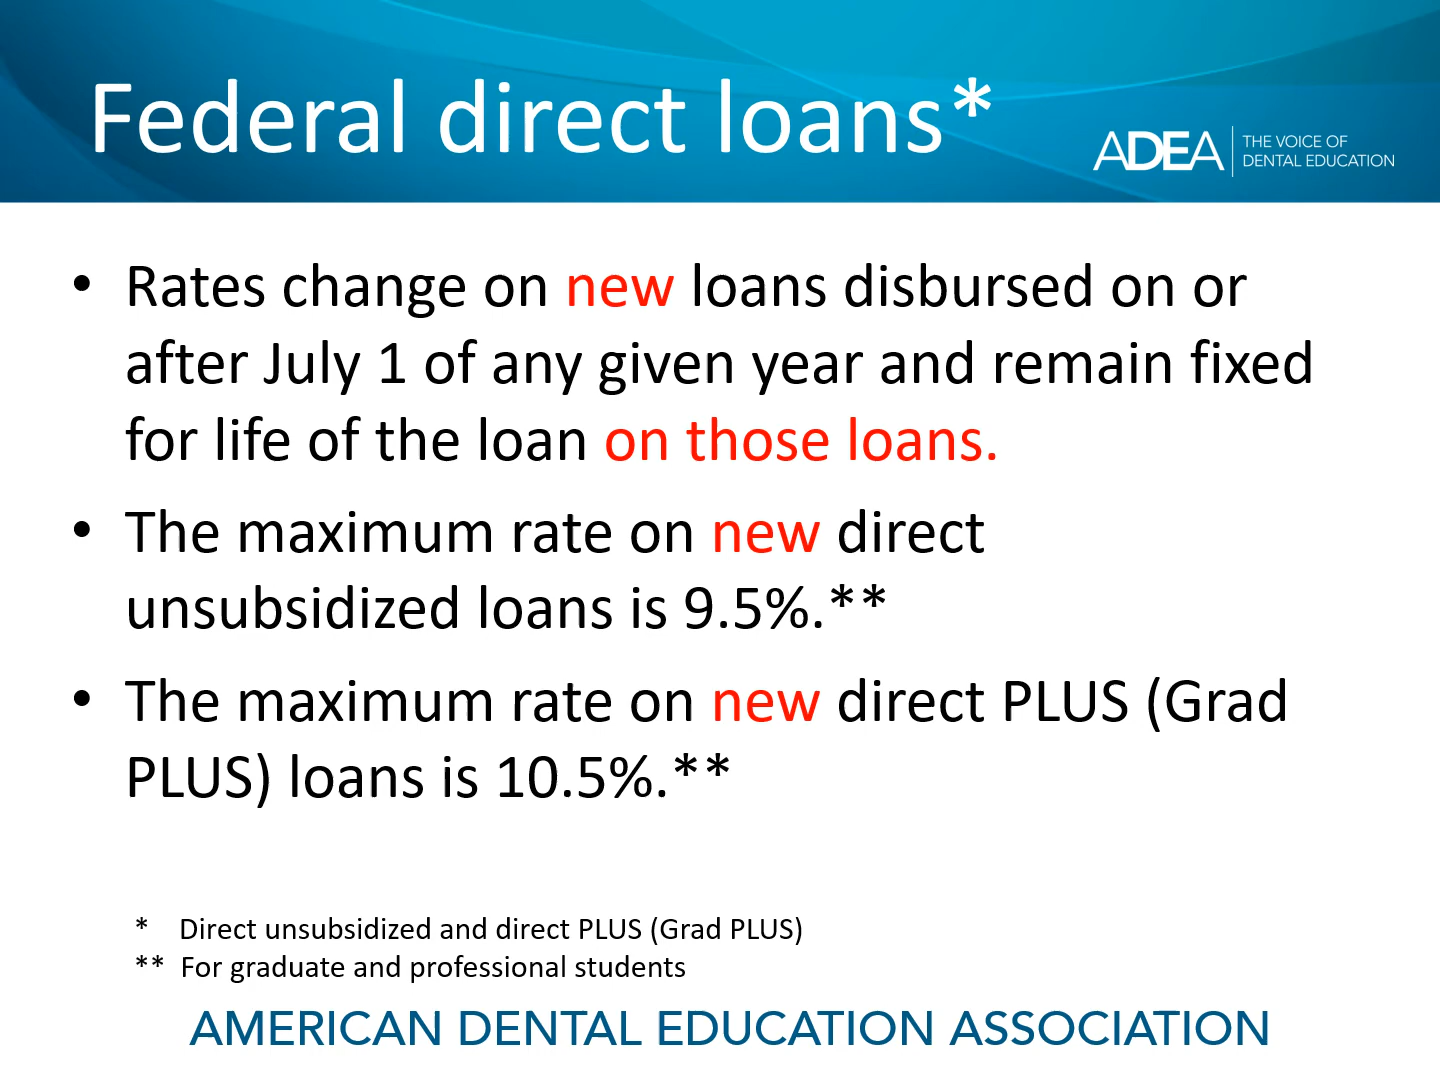 Federal direct loans*
ADEA
THE VOICE OF
DENTAL EDUCATION
• Rates change on new loans disbursed on or
after July 1 of any given year and remain fixed
for life of the loan on those loans.
• The maximum rate on new direct
unsubsidized loans is 9.5%.**
• The maximum rate on new direct PLUS (Grad
PLUS) loans is 10.5%.**
* Direct unsubsidized and direct PLUS (Grad PLUS)
** For graduate and professional students
AMERICAN DENTAL EDUCATION ASSOCIATION